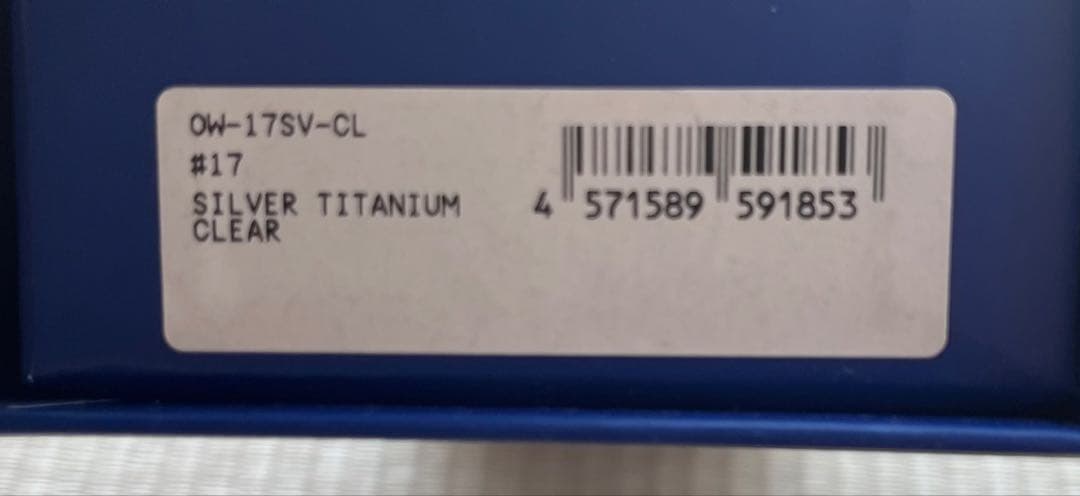 OW-17SV-CL
#17
SILVER TITANIUM
CLEAR
4 571589 591853